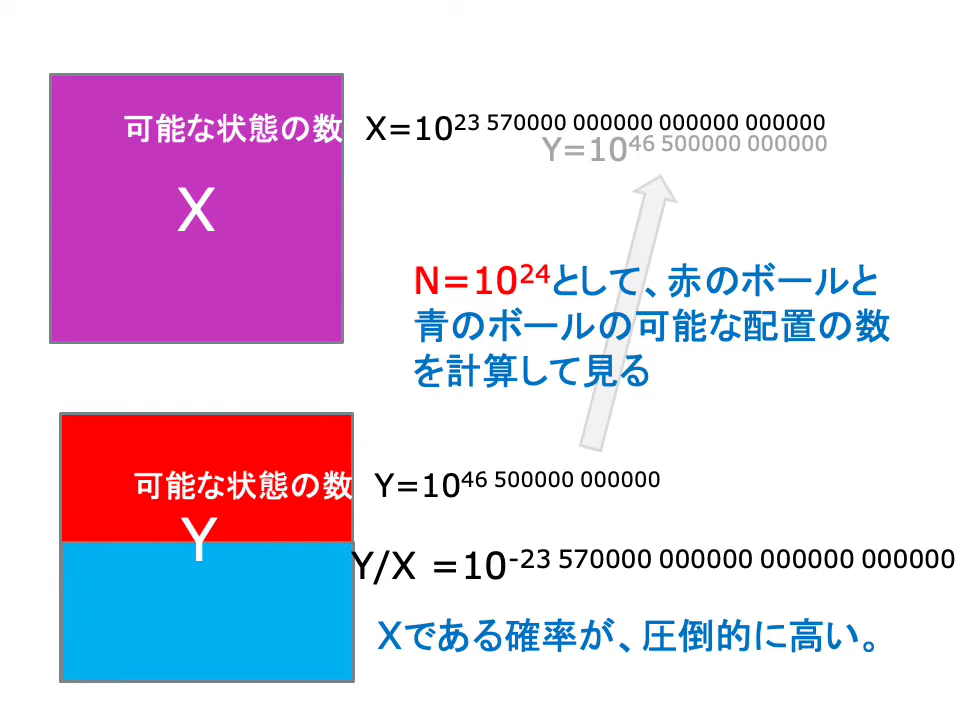 可能な状態の数 X=10²³ ⁵⁷⁰⁰⁰⁰ ⁰⁰⁰⁰⁰⁰ ⁰⁰⁰⁰⁰⁰ ⁰⁰⁰⁰⁰⁰
Y=10⁴⁶ ⁵⁰⁰⁰⁰⁰ ⁰⁰⁰⁰⁰⁰
X
N=10²⁴として、赤のボールと
青のボールの可能な配置の数
を計算して見る
可能な状態の数 Y=10⁴⁶ ⁵⁰⁰⁰⁰⁰ ⁰⁰⁰⁰⁰⁰
Y
Y/X =10⁻²³ ⁵⁷⁰⁰⁰⁰ ⁰⁰⁰⁰⁰⁰ ⁰⁰⁰⁰⁰⁰ ⁰⁰⁰⁰⁰⁰
Xである確率が、圧倒的に高い。